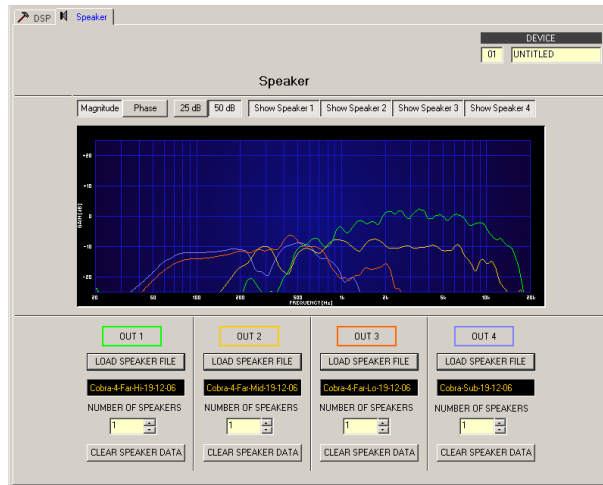 DSP Speaker
DEVICE
01 UNTITLED
Speaker
Magnitude Phase 25 dB 50 dB Show Speaker 1 Show Speaker 2 Show Speaker 3 Show Speaker 4
+20
+10
0
-10
-20
GAIN[dB]
20 50 100 200 500 1k 2k 5k 10k 20k
FREQUENCY[Hz]
OUT 1 OUT 2 OUT 3 OUT 4
LOAD SPEAKER FILE LOAD SPEAKER FILE LOAD SPEAKER FILE LOAD SPEAKER FILE
Cobra-4-Far-Hi-19-12-06 Cobra-4-Far-Mid-19-12-06 Cobra-4-Far-Lo-19-12-06 Cobra-Sub-19-12-06
NUMBER OF SPEAKERS NUMBER OF SPEAKERS NUMBER OF SPEAKERS NUMBER OF SPEAKERS
1 1 1 1
CLEAR SPEAKER DATA CLEAR SPEAKER DATA CLEAR SPEAKER DATA CLEAR SPEAKER DATA